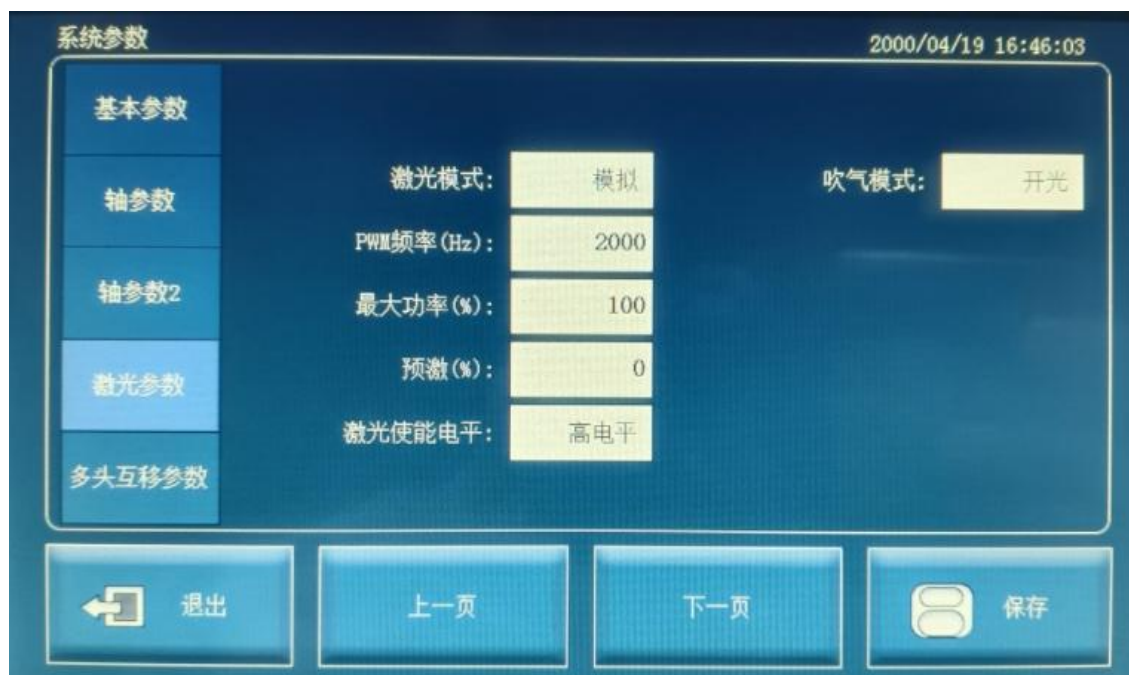 系统参数
2000/04/19 16:46:03
基本参数
轴参数
轴参数2
激光参数
多头互移参数
激光模式: 模拟
吹气模式: 开光
PWM频率(Hz): 2000
最大功率(%): 100
预激(%): 0
激光使能电平: 高电平
退出
上一页
下一页
保存